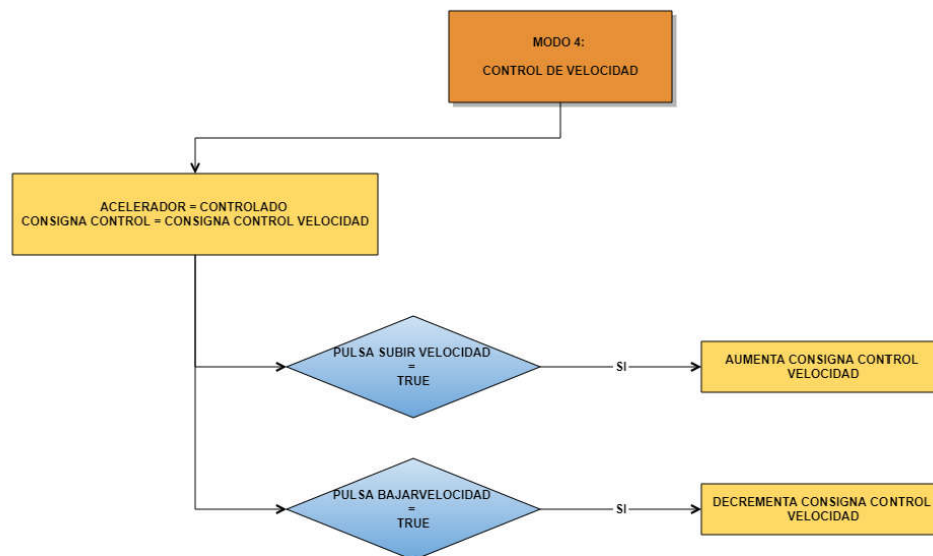 MODO 4:
CONTROL DE VELOCIDAD
ACELERADOR = CONTROLADO
CONSIGNA CONTROL = CONSIGNA CONTROL VELOCIDAD
PULSA SUBIR VELOCIDAD
=
TRUE
SI
AUMENTA CONSIGNA CONTROL
VELOCIDAD
PULSA BAJARVELOCIDAD
=
TRUE
SI
DECREMENTA CONSIGNA CONTROL
VELOCIDAD